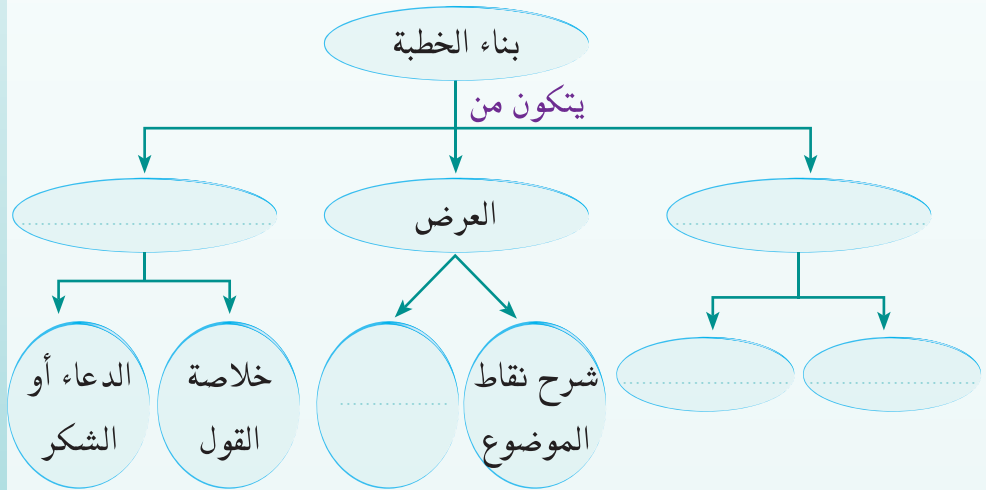 بناء الخطبة
يتكون من
العرض
شرح نقاط
الموضوع
خلاصة
القول
الدعاء أو
الشكر